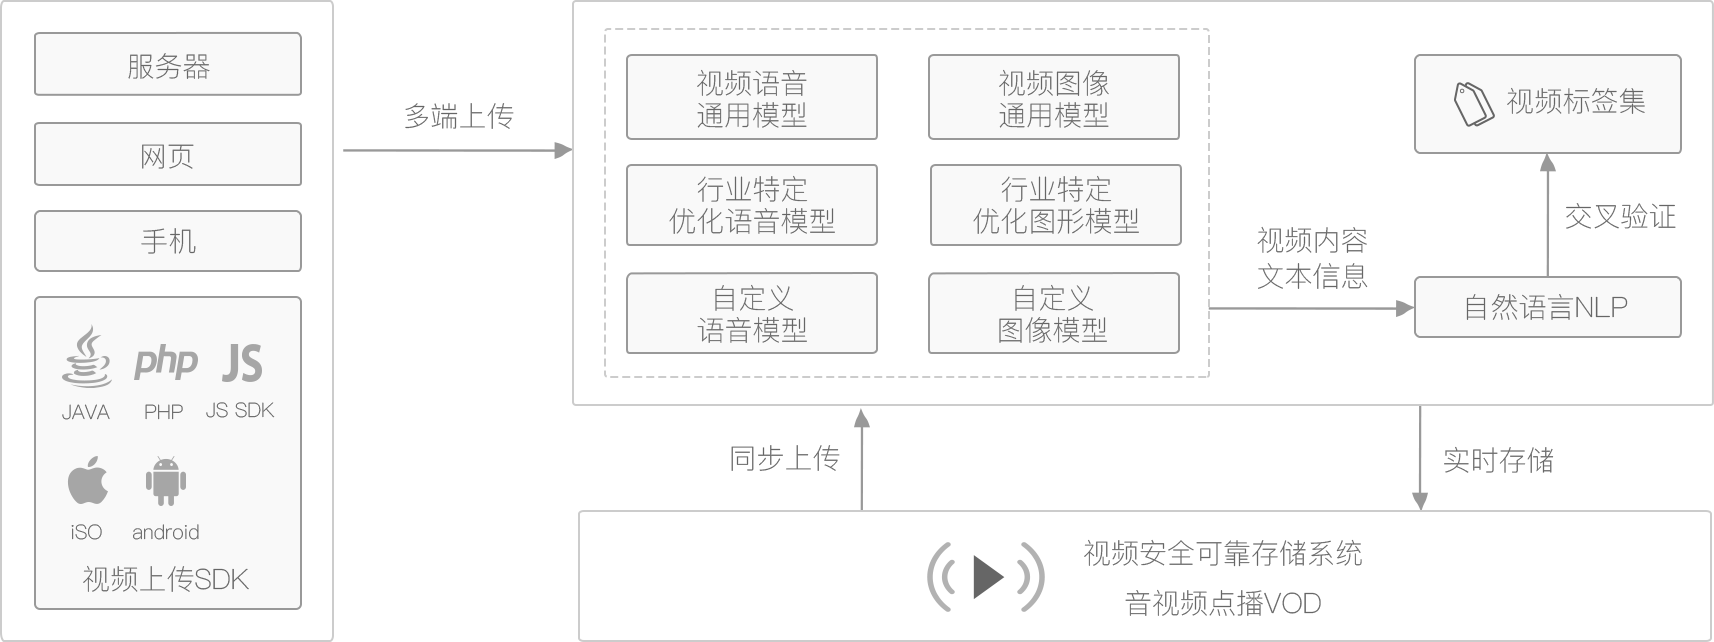 服务器
网页
手机
php
JS
JAVA
PHP
JS SDK
iSO
android
视频上传SDK
多端上传
视频语音
通用模型
视频图像
通用模型
行业特定
优化语音模型
行业特定
优化图形模型
自定义
语音模型
自定义
图像模型
视频内容
文本信息
视频标签集
交叉验证
自然语言NLP
同步上传
实时存储
视频安全可靠存储系统
音视频点播VOD